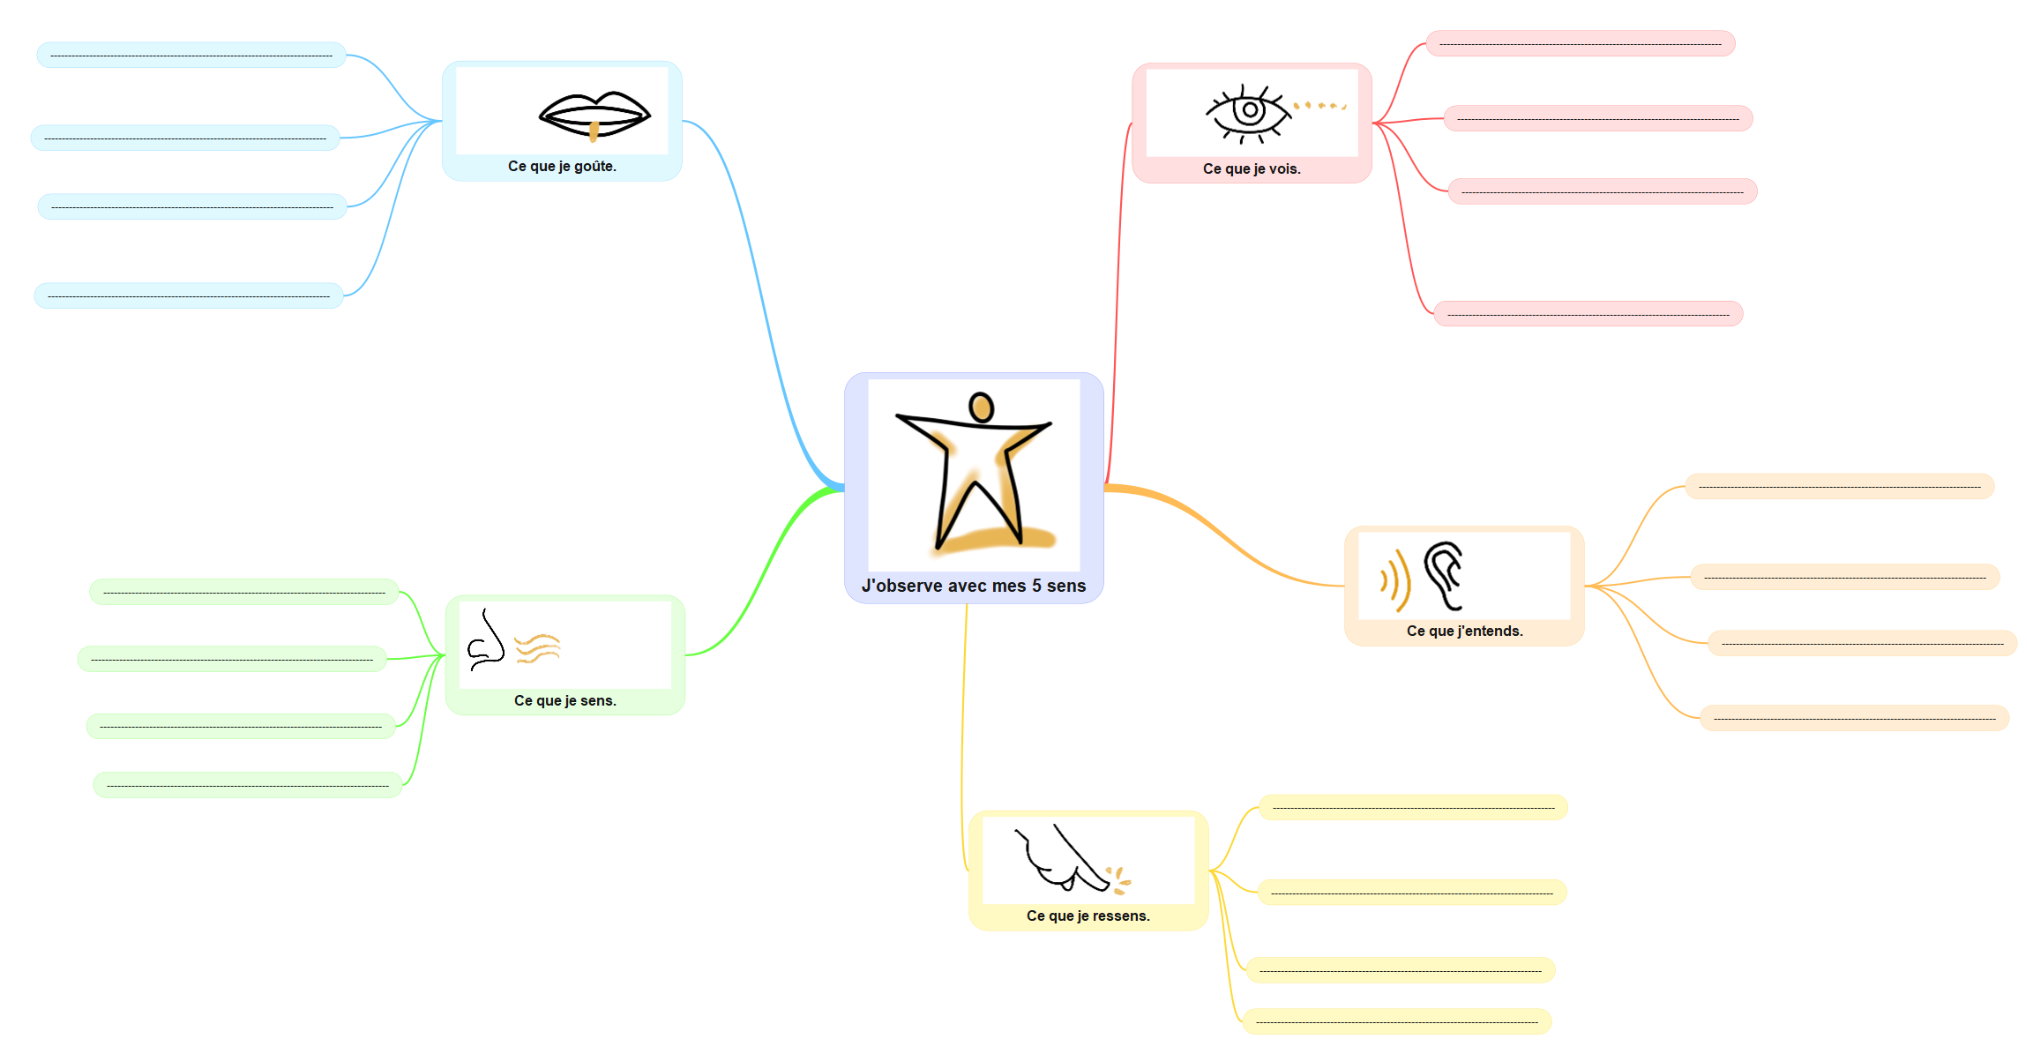 Ce que je goûte.
Ce que je vois.
J'observe avec mes 5 sens
Ce que j'entends.
Ce que je sens.
Ce que je ressens.